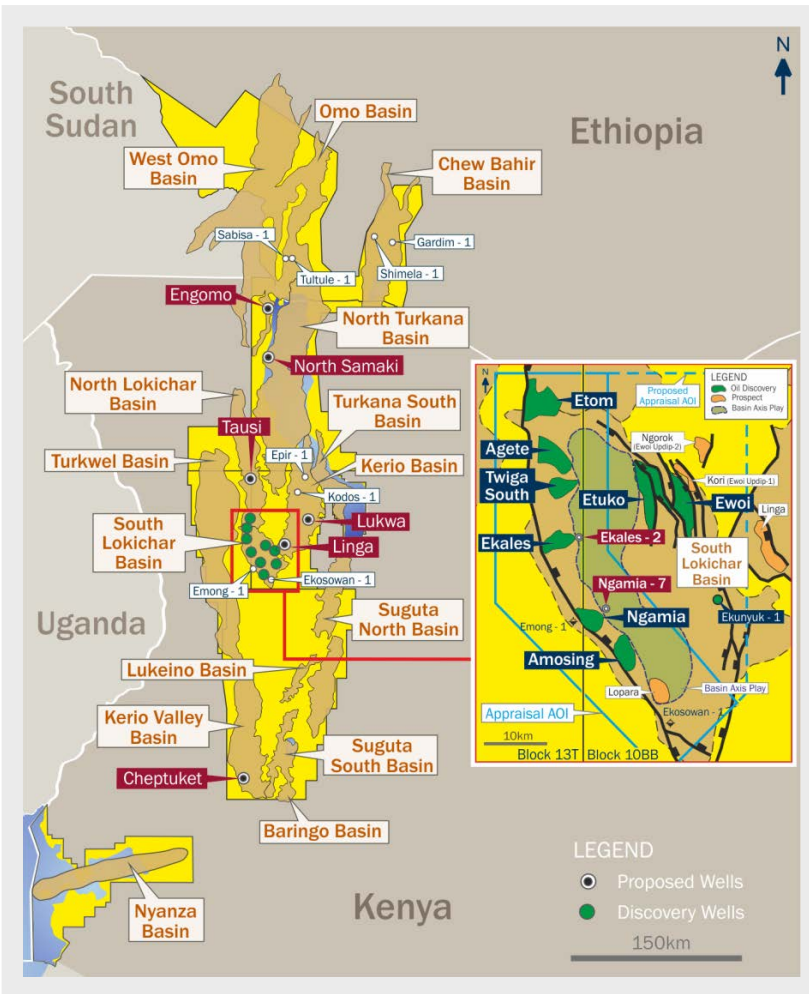 N
South
Sudan
Omo Basin
Ethiopia
West Omo
Basin
Chew Bahir
Basin
Sabisa - 1
Gardim - 1
Shimela - 1
Tultule - 1
Engomo
North Turkana
Basin
North Samaki
North Lokichar
Basin
Turkana South
Basin
Tausi
Epir - 1
Turkwel Basin
Kerio Basin
Kodos - 1
Lukwa
South
Lokichar
Basin
Linga
Emong - 1
Ekosowan - 1
Uganda
Suguta
North Basin
Lukeino Basin
Kerio Valley
Basin
Suguta
South Basin
Cheptuket
Baringo Basin
Nyanza
Basin
Kenya
N
Proposed
Appraisal AOI
LEGEND
Oil Discovery
Prospect
Basin Axis Play
Etom
Ngorok
(Ewoi Updip-2)
Agete
Twiga
South
Kori (Ewoi Updip-1)
Etuko
Ewoi
Linga
Ekales
Ekales - 2
South
Lokichar
Basin
Ngamia - 7
Emong - 1
Ngamia
Ekunyuk - 1
Amosing
Lopara
Basin Axis Play
Appraisal AOI
Ekosowan - 1
10km
Block 13T
Block 10BB
LEGEND
Proposed Wells
Discovery Wells
150km